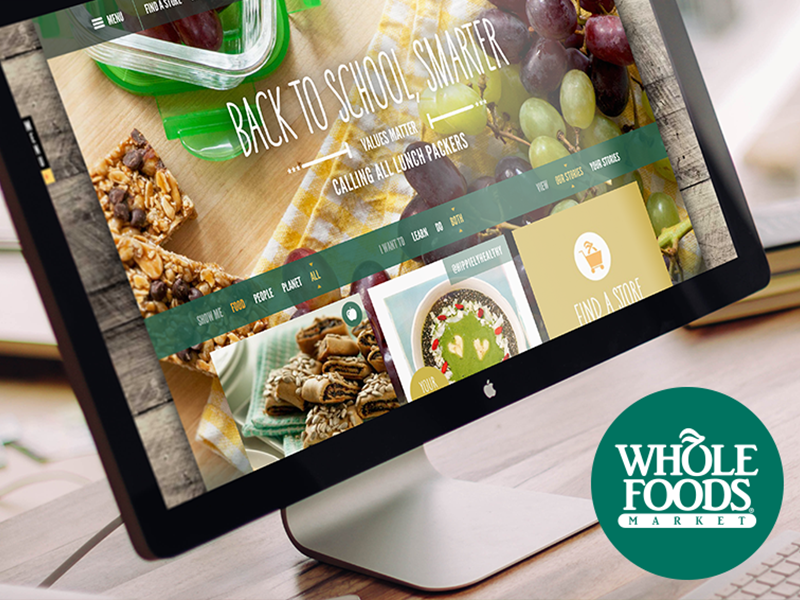 MENU
FIND A STORE
BACK TO SCHOOL, SMARTER
VALUES MATTER
CALLING ALL LUNCH PACKERS
SHOW ME FOOD PEOPLE PLANET ALL
I WANT TO LEARN DO BOTH
VIEW OUR STORIES YOUR STORIES
@HIPPIELYHEALTHY
YOUR
FIND A STORE
WHOLE
FOODS
MARKET